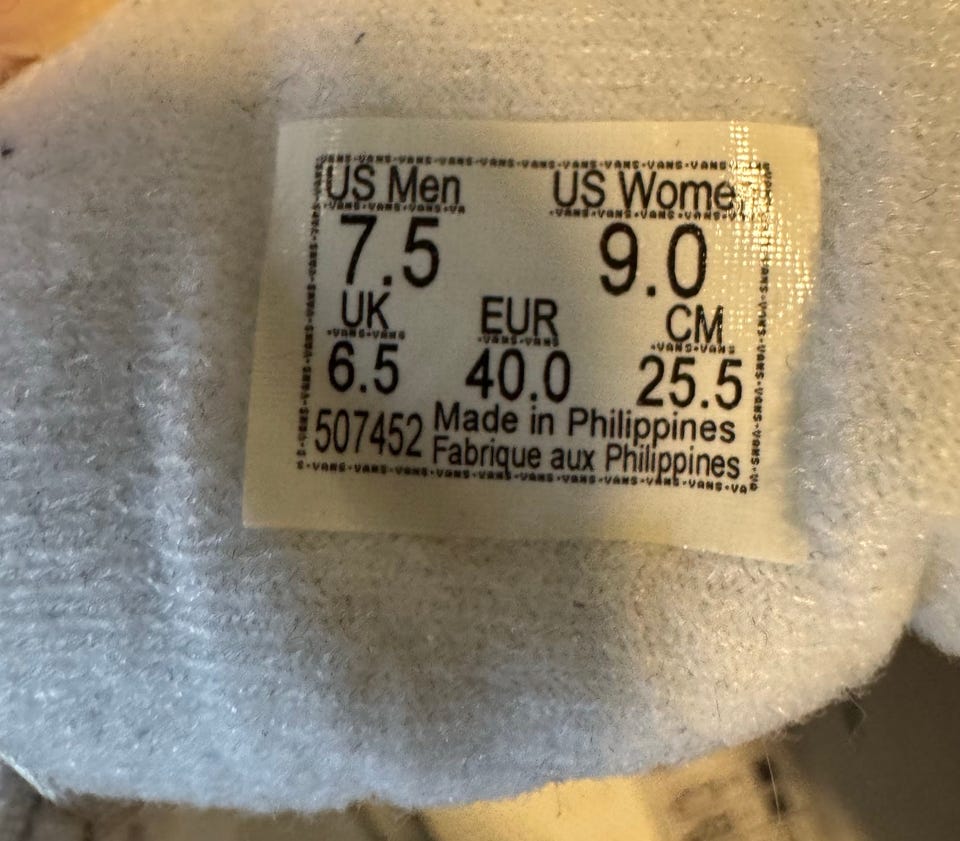 US Men US Wome
7.5 9.0
UK EUR CM
6.5 40.0 25.5
507452 Made in Philippines
Fabrique aux Philippines